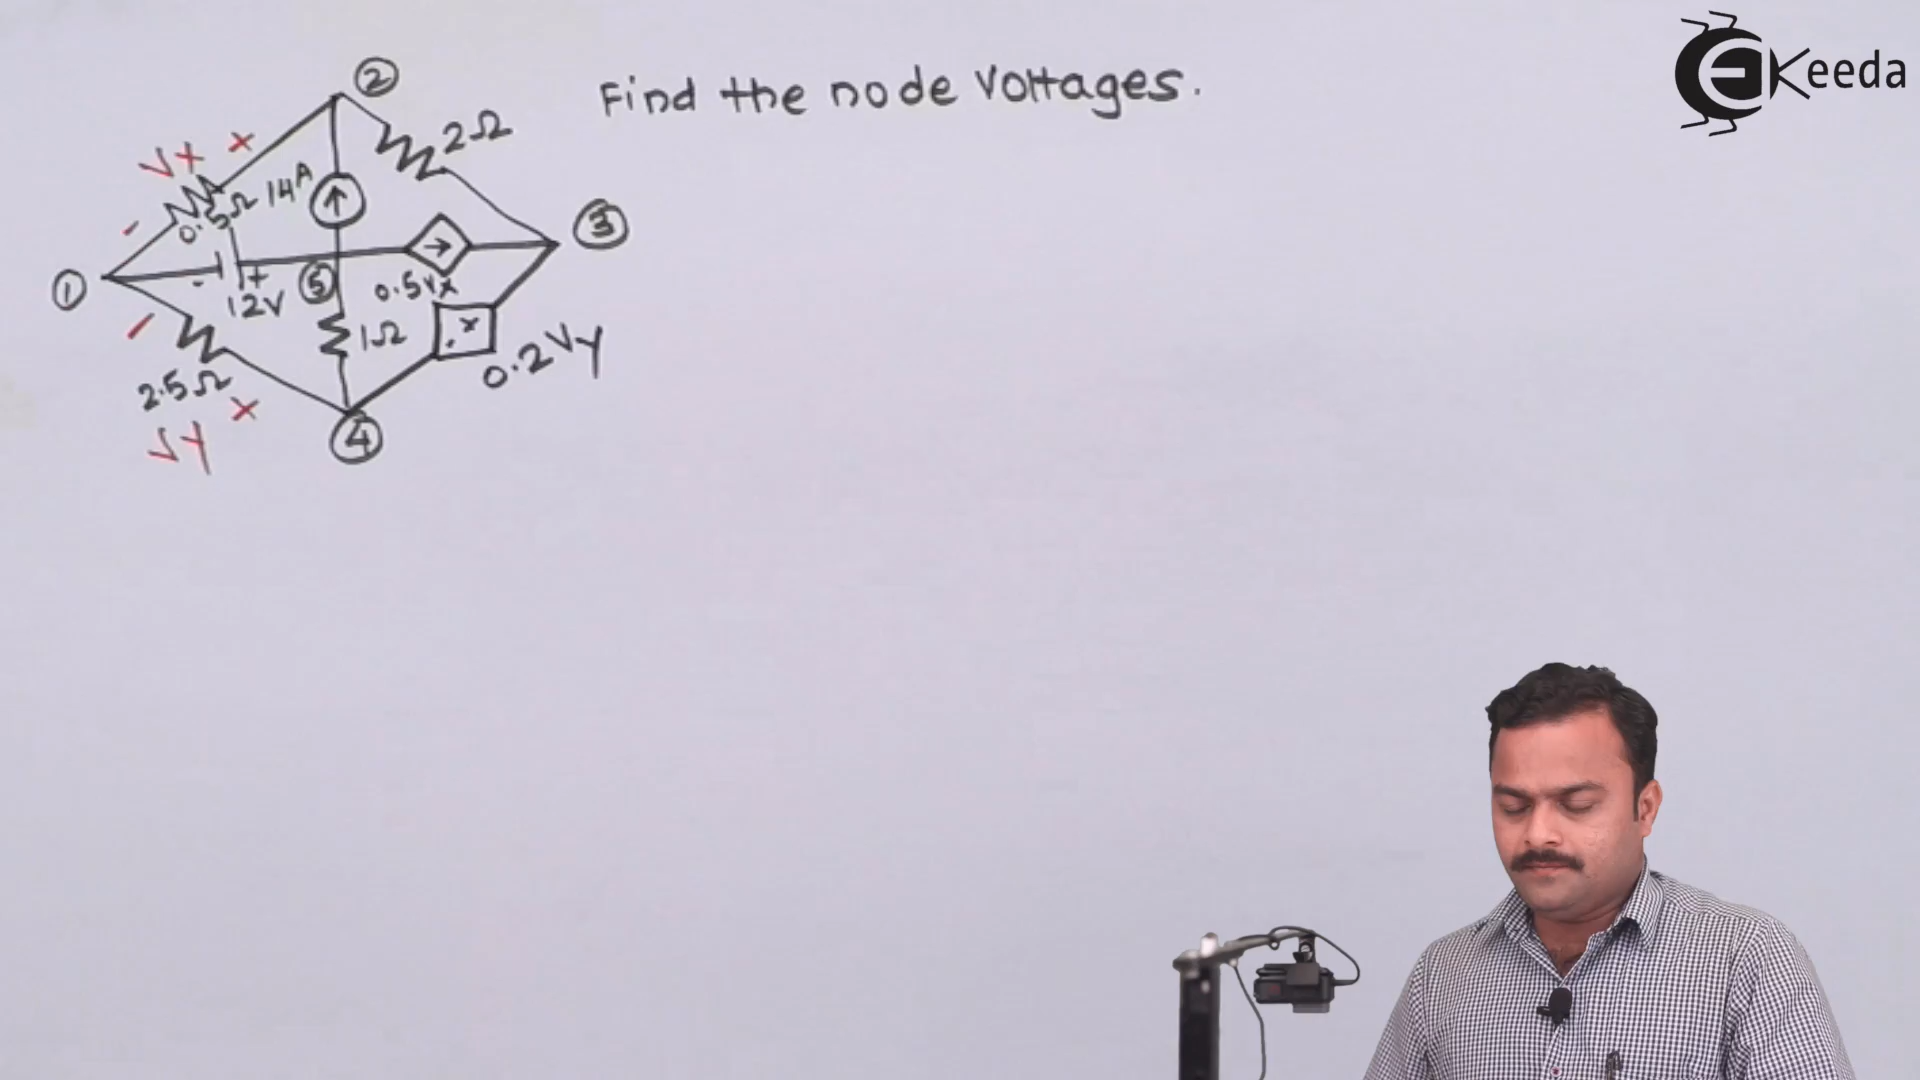 Find the node voltages.
EKeeda
②
2Ω
Vx +
14A
0.5Ω
-
③
①
- +
12V
⑤
0.5Vx
1Ω
+
-
0.2Vy
-
2.5Ω
+
Vy
④